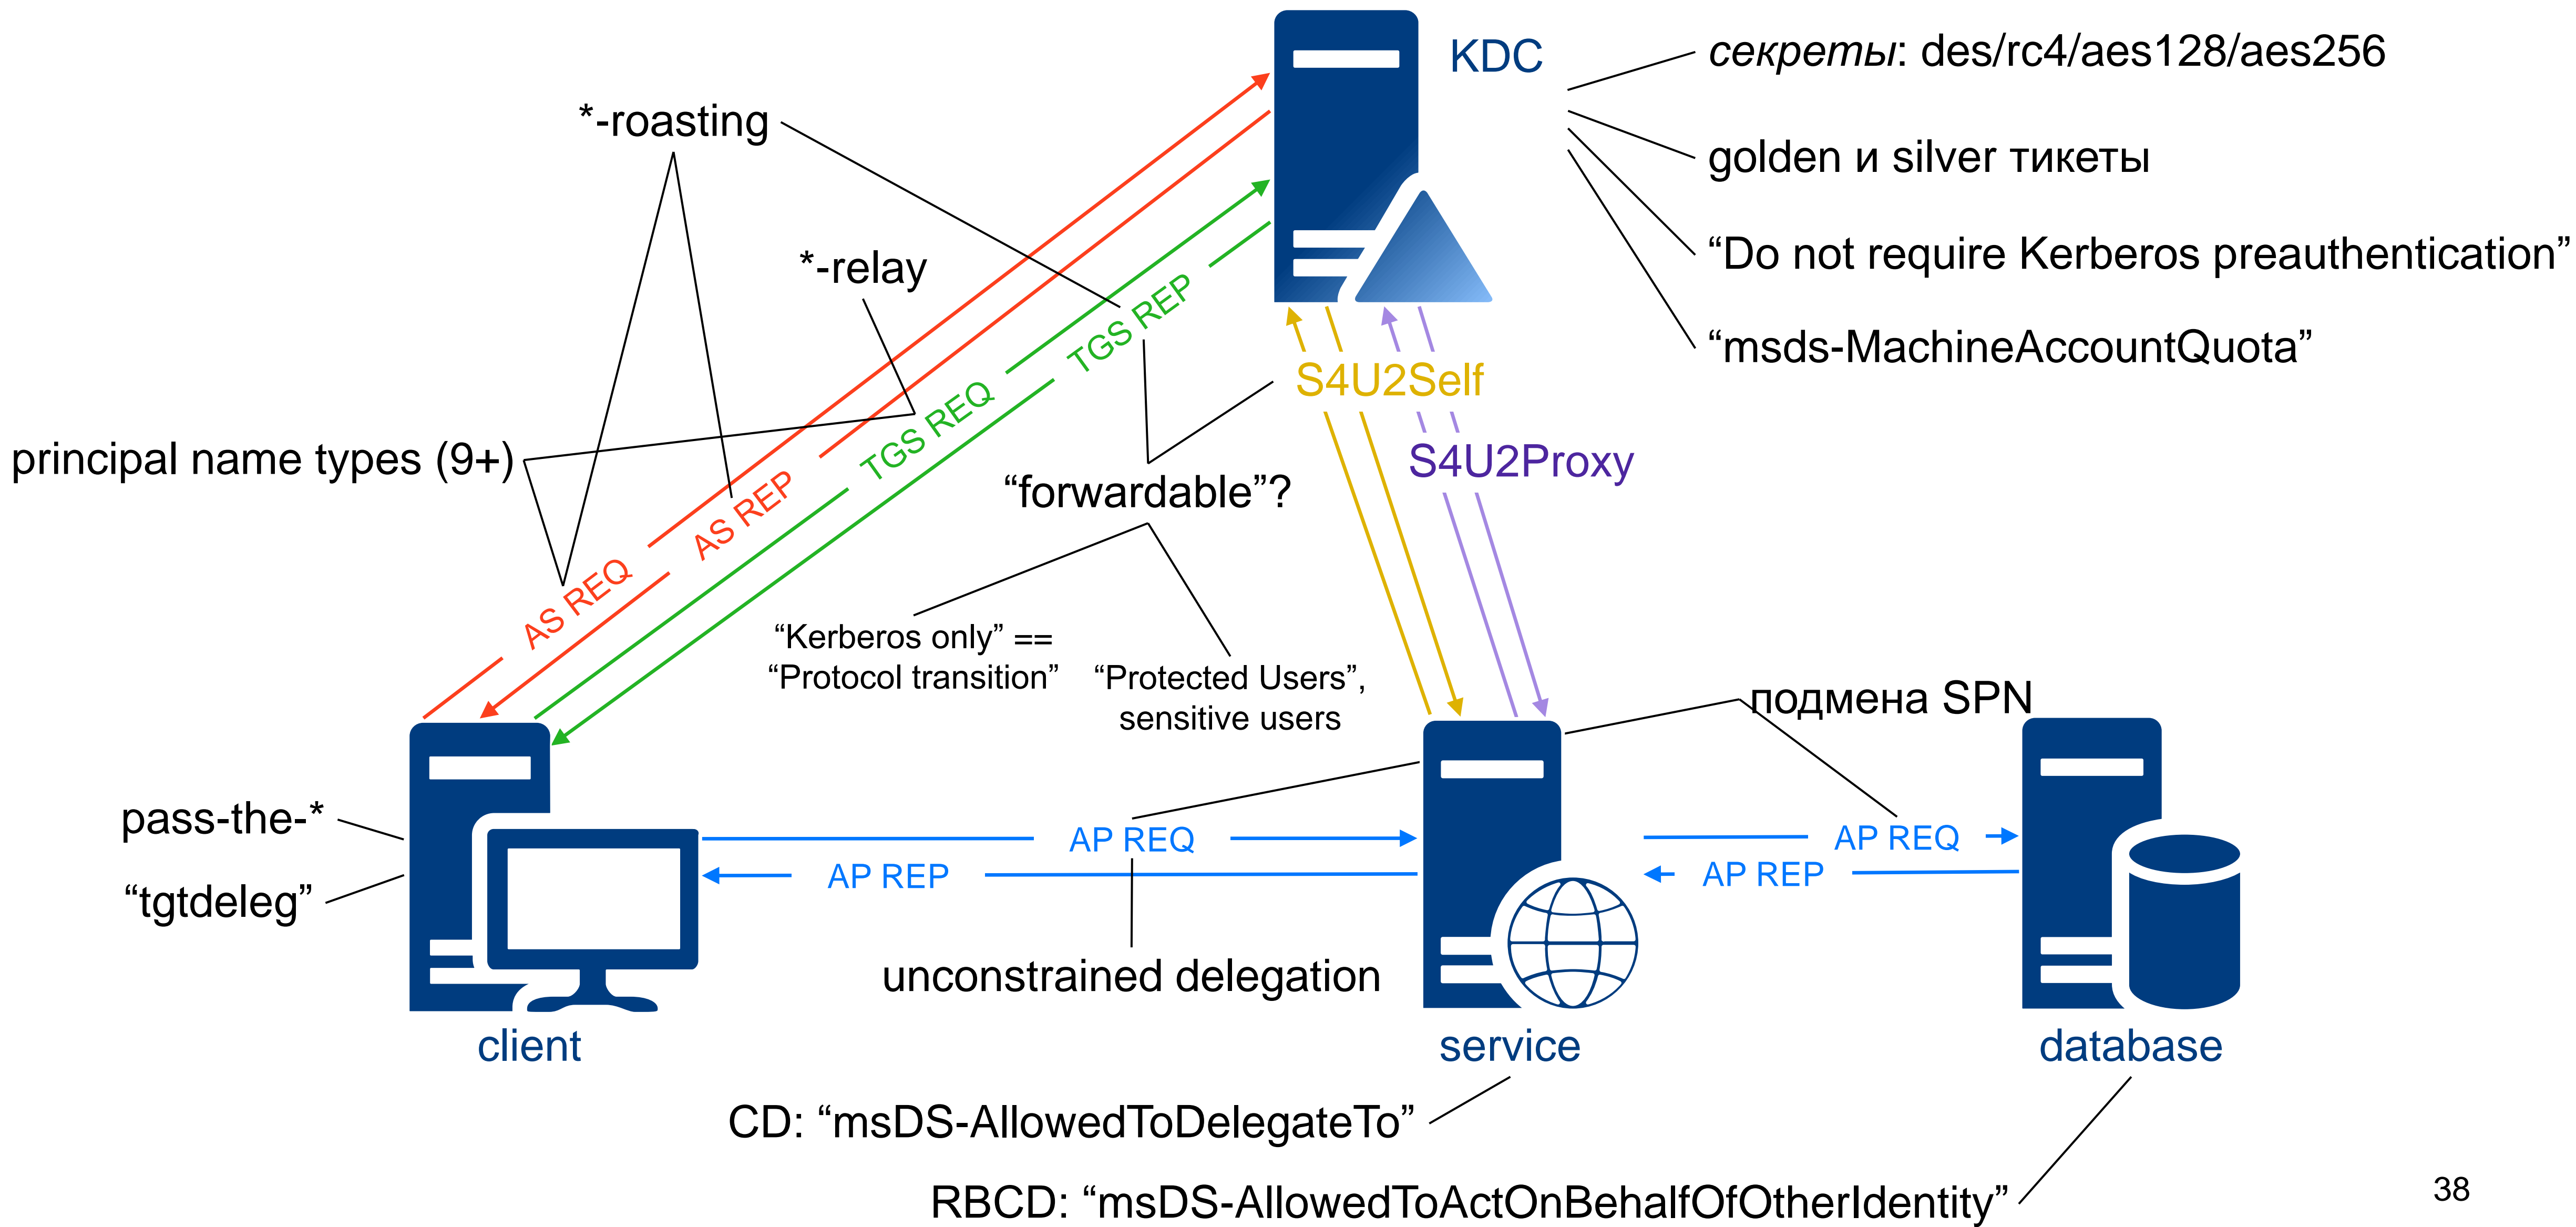 KDC
секреты: des/rc4/aes128/aes256
*-roasting
golden и silver тикеты
*-relay
“Do not require Kerberos preauthentication”
“msds-MachineAccountQuota”
TGS REP
S4U2Self
TGS REQ
principal name types (9+)
S4U2Proxy
“forwardable”?
AS REP
AS REQ
“Kerberos only” ==
“Protocol transition”
“Protected Users”,
sensitive users
подмена SPN
pass-the-*
AP REQ
AP REP
AP REQ
AP REP
“tgtdeleg”
unconstrained delegation
client
service
database
CD: “msDS-AllowedToDelegateTo”
RBCD: “msDS-AllowedToActOnBehalfOfOtherIdentity”
38